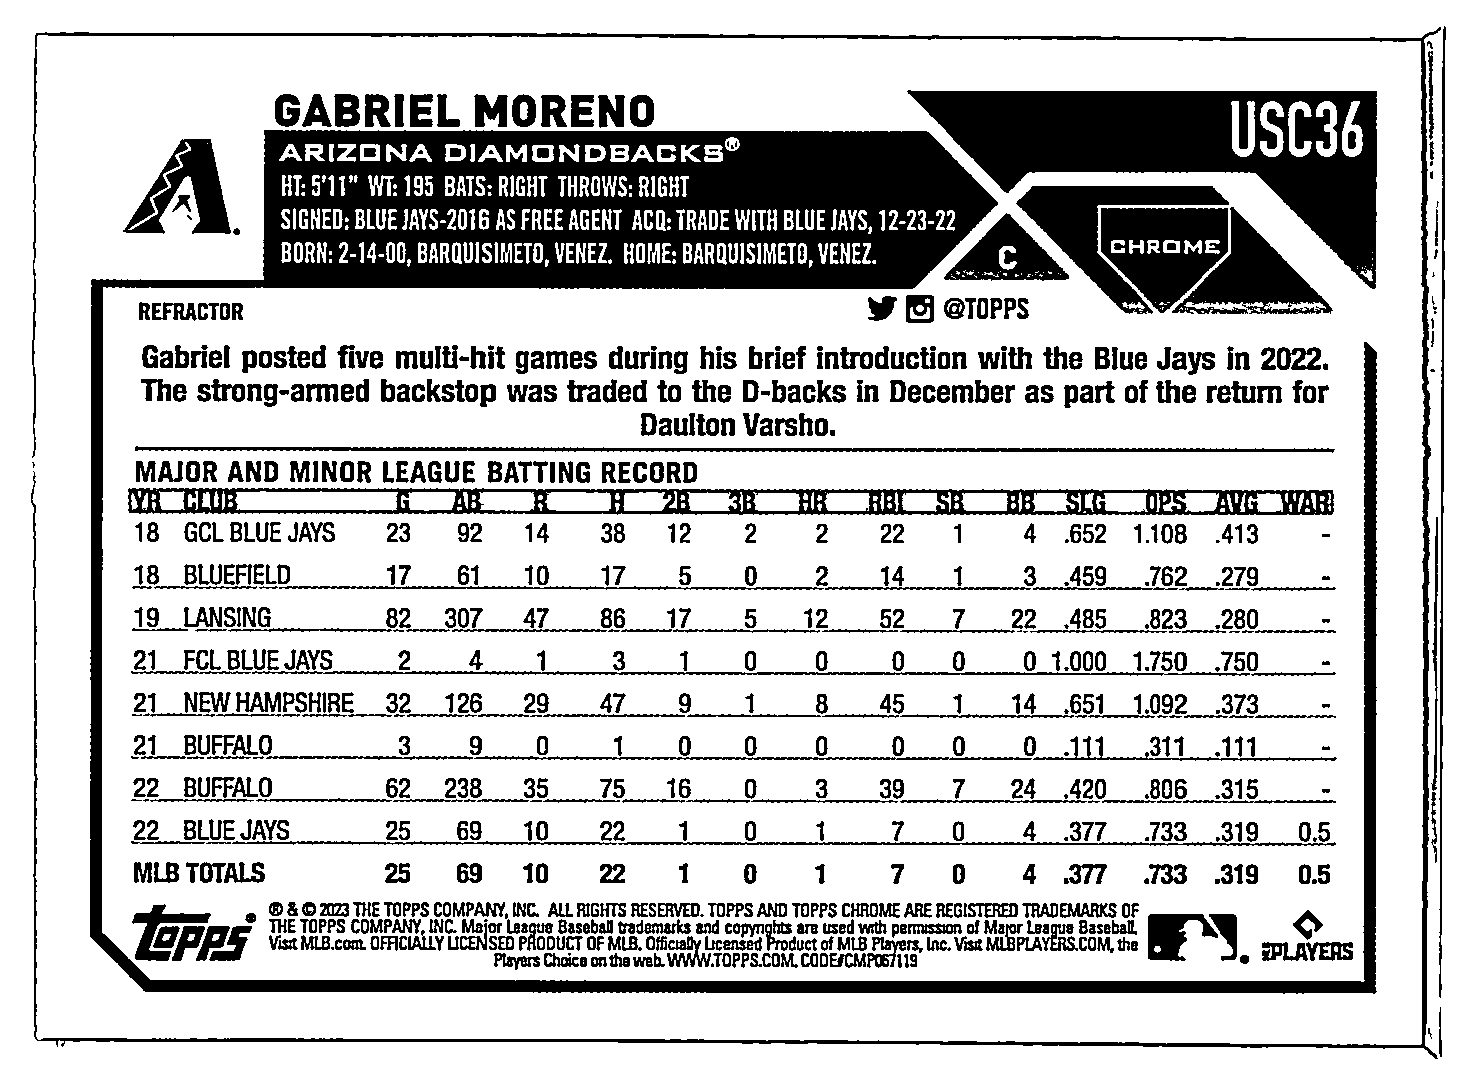 GABRIEL MORENO
USC36
ARIZONA DIAMONDBACKS®
HT: 5'11" WT: 195 BATS: RIGHT THROWS: RIGHT
SIGNED: BLUE JAYS-2016 AS FREE AGENT ACQ: TRADE WITH BLUE JAYS, 12-23-22
BORN: 2-14-00, BARQUISIMETO, VENEZ. HOME: BARQUISIMETO, VENEZ.
C
CHROME
REFRACTOR
@TOPPS
Gabriel posted five multi-hit games during his brief introduction with the Blue Jays in 2022.
The strong-armed backstop was traded to the D-backs in December as part of the return for
Daulton Varsho.
MAJOR AND MINOR LEAGUE BATTING RECORD
YR CLUB G AB R H 2B 3B HR RBI SB BB SLG OPS AVG WAR
18 GCL BLUE JAYS 23 92 14 38 12 2 2 22 1 4 .652 1.108 .413 -
18 BLUEFIELD 17 61 10 17 5 0 2 14 1 3 .459 .762 .279 -
19 LANSING 82 307 47 86 17 5 12 52 7 22 .485 .823 .280 -
21 FCL BLUE JAYS 2 4 1 3 1 0 0 0 0 0 1.000 1.750 .750 -
21 NEW HAMPSHIRE 32 126 29 47 9 1 8 45 1 14 .651 1.092 .373 -
21 BUFFALO 3 9 0 1 0 0 0 0 0 0 .111 .311 .111 -
22 BUFFALO 62 238 35 75 16 0 3 39 7 24 .420 .806 .315 -
22 BLUE JAYS 25 69 10 22 1 0 1 7 0 4 .377 .733 .319 0.5
MLB TOTALS 25 69 10 22 1 0 1 7 0 4 .377 .733 .319 0.5
Topps®
® & © 2023 THE TOPPS COMPANY, INC. ALL RIGHTS RESERVED. TOPPS AND TOPPS CHROME ARE REGISTERED TRADEMARKS OF
THE TOPPS COMPANY, INC. Major League Baseball trademarks and copyrights are used with permission of Major League Baseball.
Visit MLB.com. OFFICIALLY LICENSED PRODUCT OF MLB. Officially Licensed Product of MLB Players, Inc. Visit MLBPLAYERS.COM, the
Players Choice on the web. WWW.TOPPS.COM. CODE#CMP067119
PLAYERS